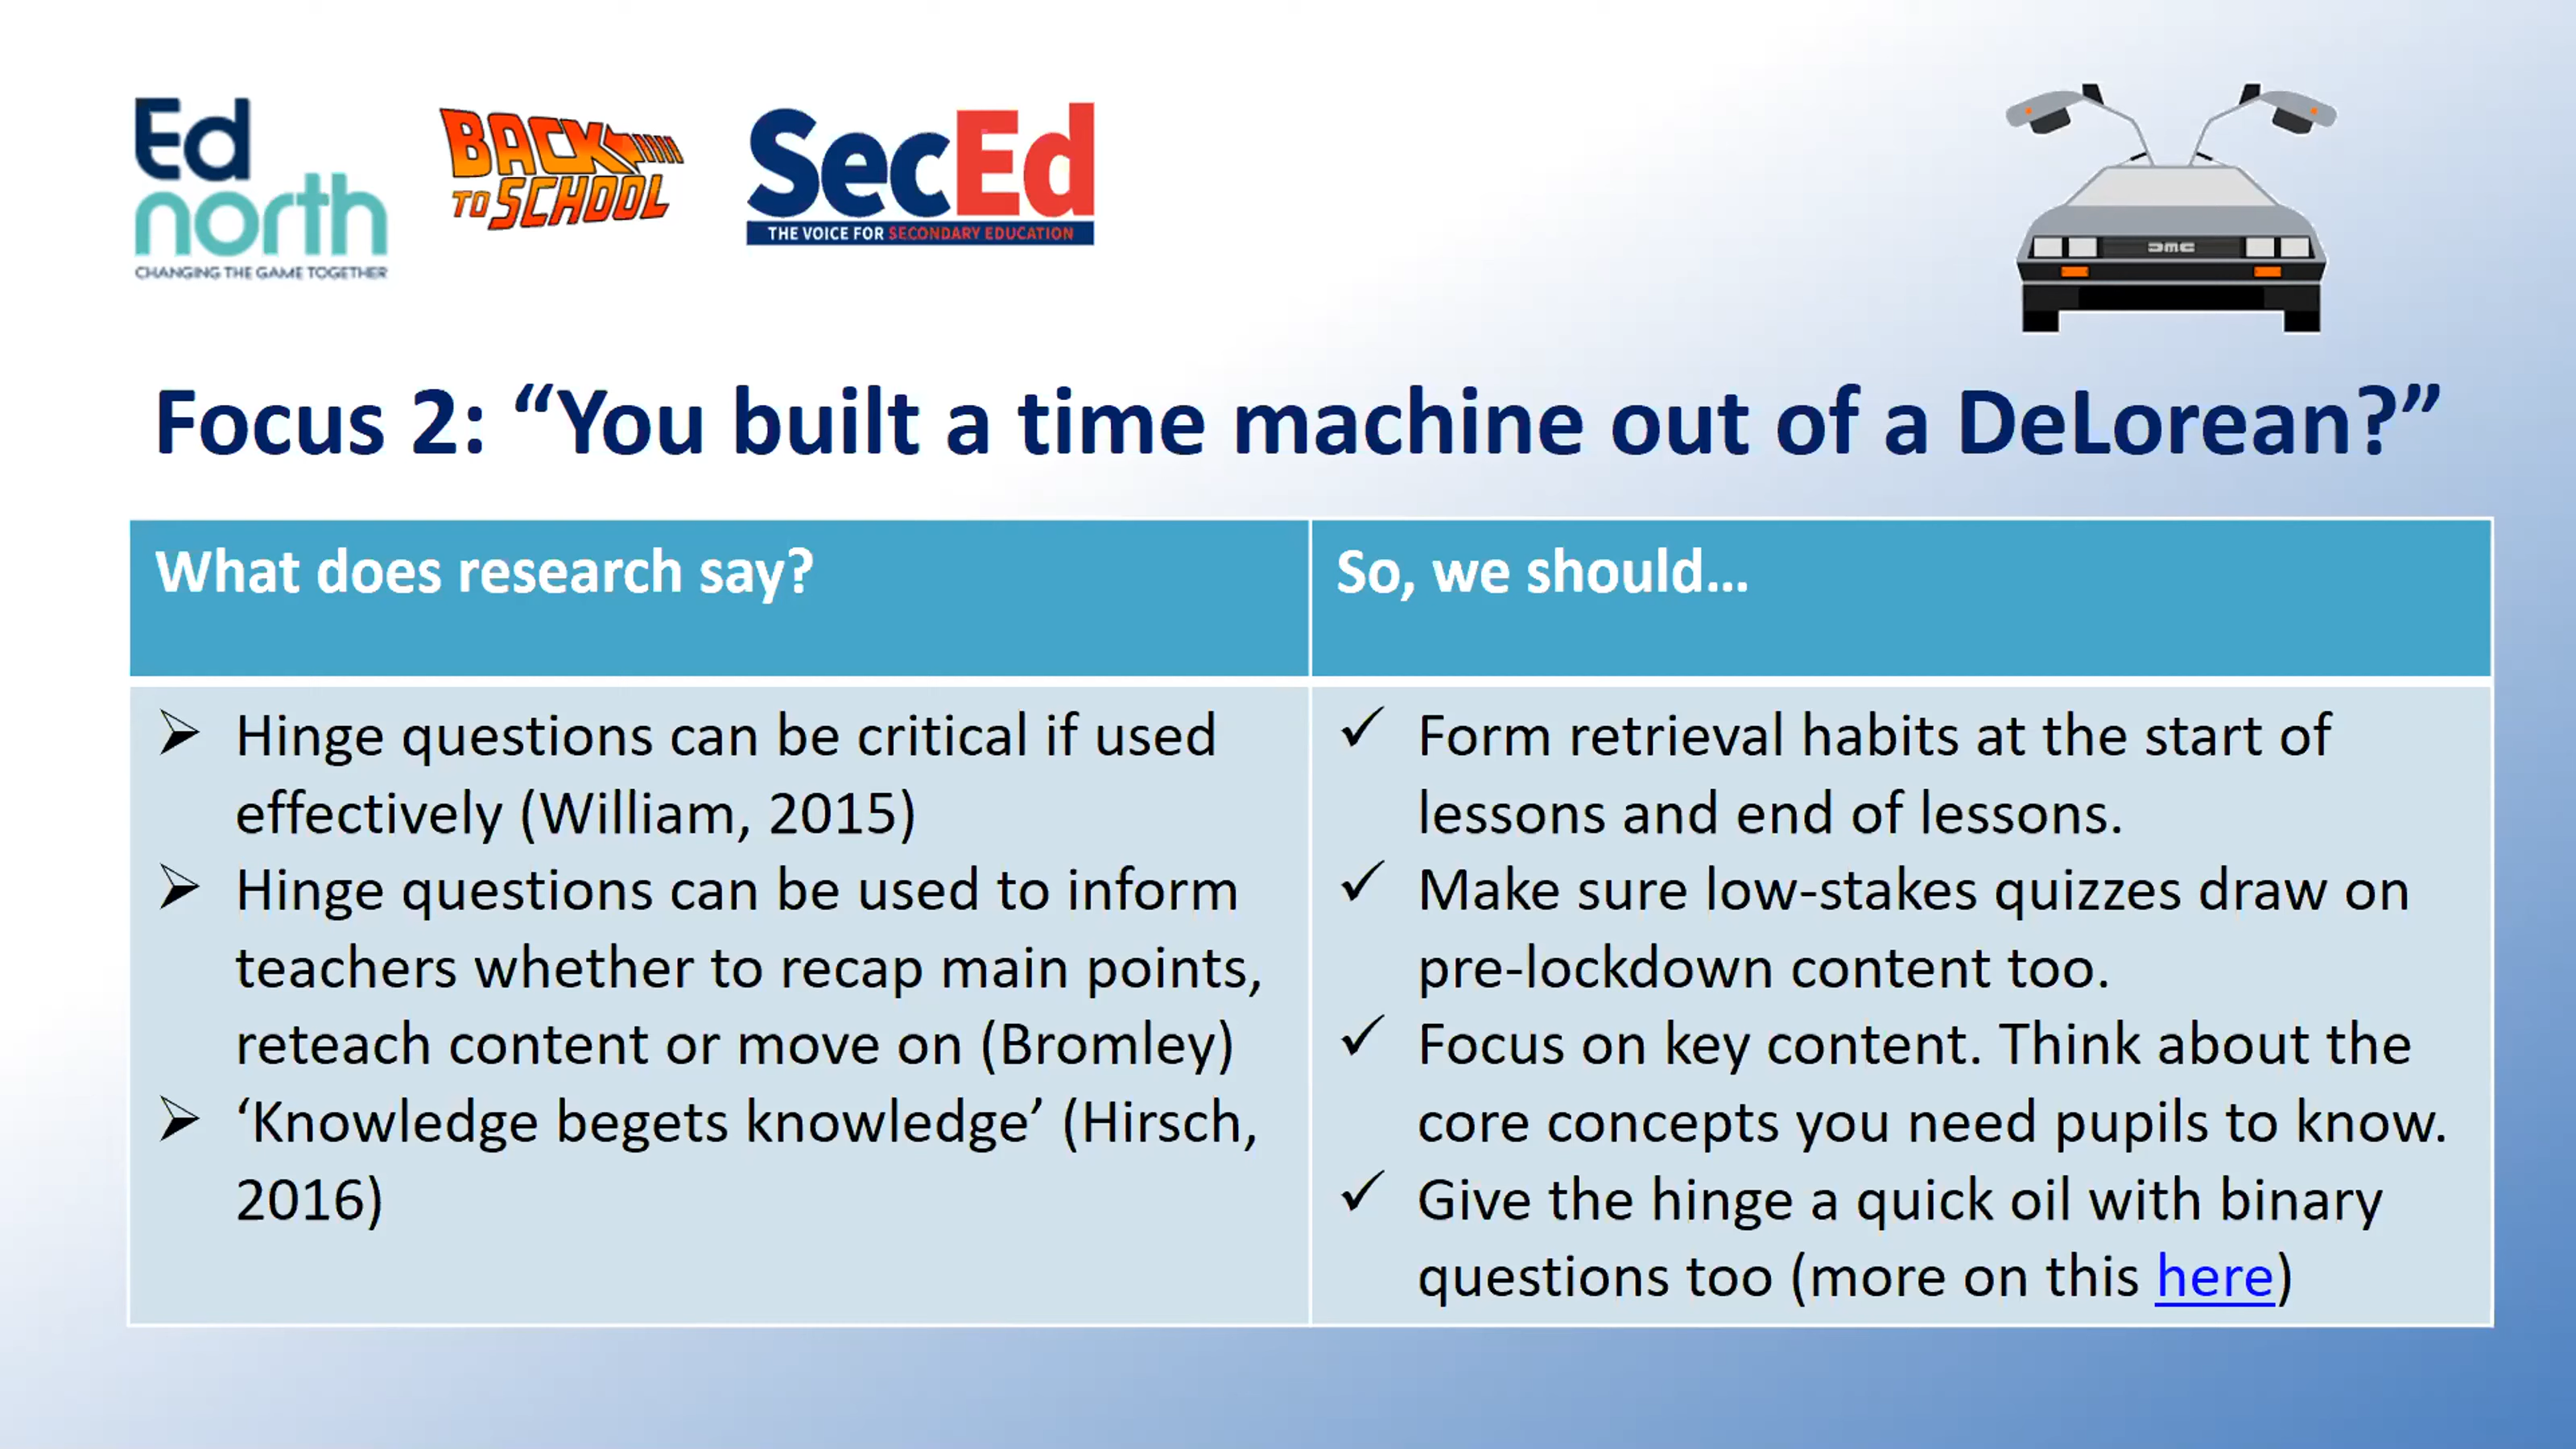 Ed
north
CHANGING THE GAME TOGETHER
BACK
TO SCHOOL
SecEd
THE VOICE FOR SECONDARY EDUCATION
DMC
Focus 2: “You built a time machine out of a DeLorean?”
What does research say?
Hinge questions can be critical if used
effectively (William, 2015)
Hinge questions can be used to inform
teachers whether to recap main points,
reteach content or move on (Bromley)
‘Knowledge begets knowledge’ (Hirsch,
2016)
So, we should...
Form retrieval habits at the start of
lessons and end of lessons.
Make sure low-stakes quizzes draw on
pre-lockdown content too.
Focus on key content. Think about the
core concepts you need pupils to know.
Give the hinge a quick oil with binary
questions too (more on this here)